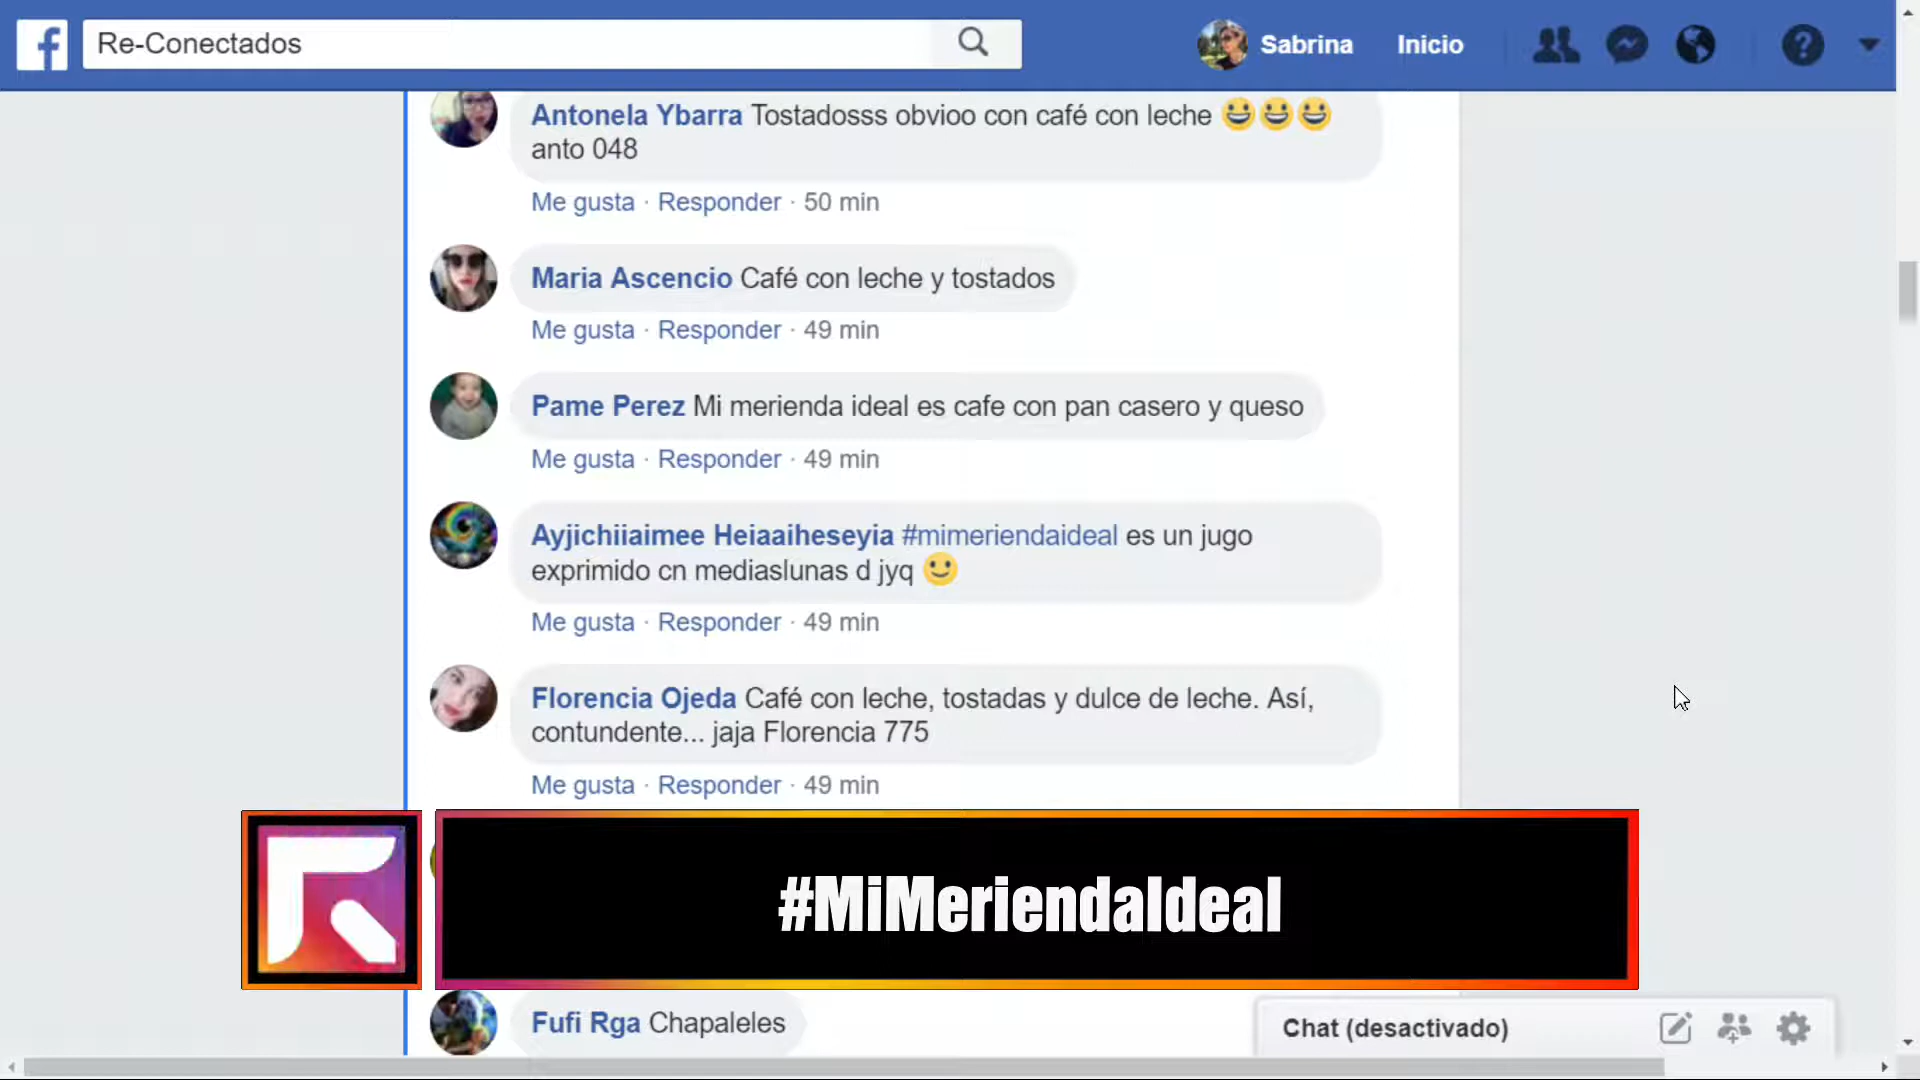 Re-Conectados
Sabrina
Inicio
Antonela Ybarra Tostadosss obvioo con café con leche 😀😀😀
anto 048
Me gusta · Responder · 50 min
Maria Ascencio Café con leche y tostados
Me gusta · Responder · 49 min
Pame Perez Mi merienda ideal es cafe con pan casero y queso
Me gusta · Responder · 49 min
Ayjichiiaimee Heiaaiheseyia #mimeriendaideal es un jugo
exprimido cn mediaslunas d jyq 🙂
Me gusta · Responder · 49 min
Florencia Ojeda Café con leche, tostadas y dulce de leche. Así,
contundente... jaja Florencia 775
Me gusta · Responder · 49 min
#MiMeriendaIdeal
Fufi Rga Chapaleles
Chat (desactivado)